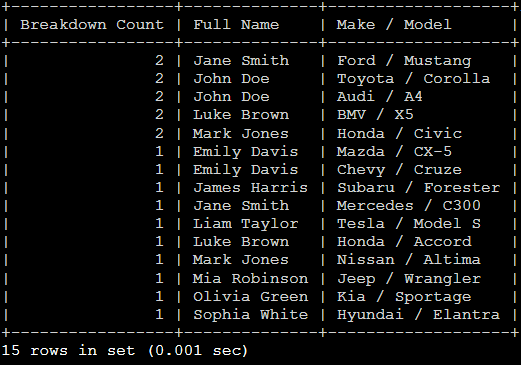 +-----------------+--------------+-------------------+
| Breakdown Count | Full Name    | Make / Model      |
+-----------------+--------------+-------------------+
|               2 | Jane Smith   | Ford / Mustang    |
|               2 | John Doe     | Toyota / Corolla  |
|               2 | John Doe     | Audi / A4         |
|               2 | Luke Brown   | BMV / X5          |
|               2 | Mark Jones   | Honda / Civic     |
|               1 | Emily Davis  | Mazda / CX-5      |
|               1 | Emily Davis  | Chevy / Cruze     |
|               1 | James Harris | Subaru / Forester |
|               1 | Jane Smith   | Mercedes / C300   |
|               1 | Liam Taylor  | Tesla / Model S   |
|               1 | Luke Brown   | Honda / Accord    |
|               1 | Mark Jones   | Nissan / Altima   |
|               1 | Mia Robinson | Jeep / Wrangler   |
|               1 | Olivia Green | Kia / Sportage    |
|               1 | Sophia White | Hyundai / Elantra |
+-----------------+--------------+-------------------+
15 rows in set (0.001 sec)